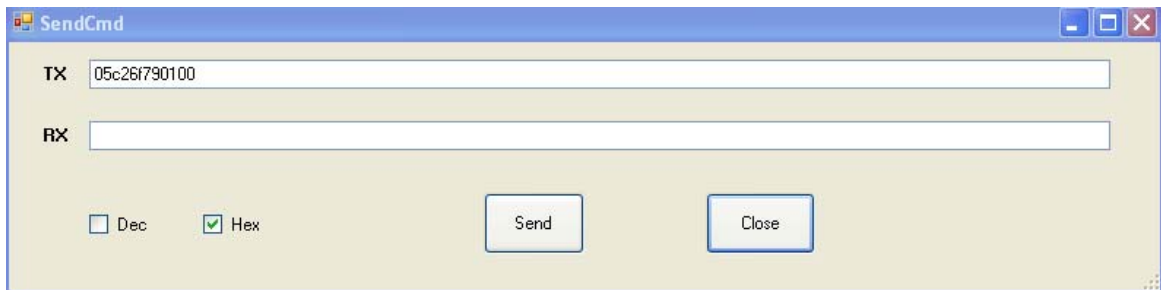 SendCmd
TX 05c26f790100
RX
Dec Hex Send Close